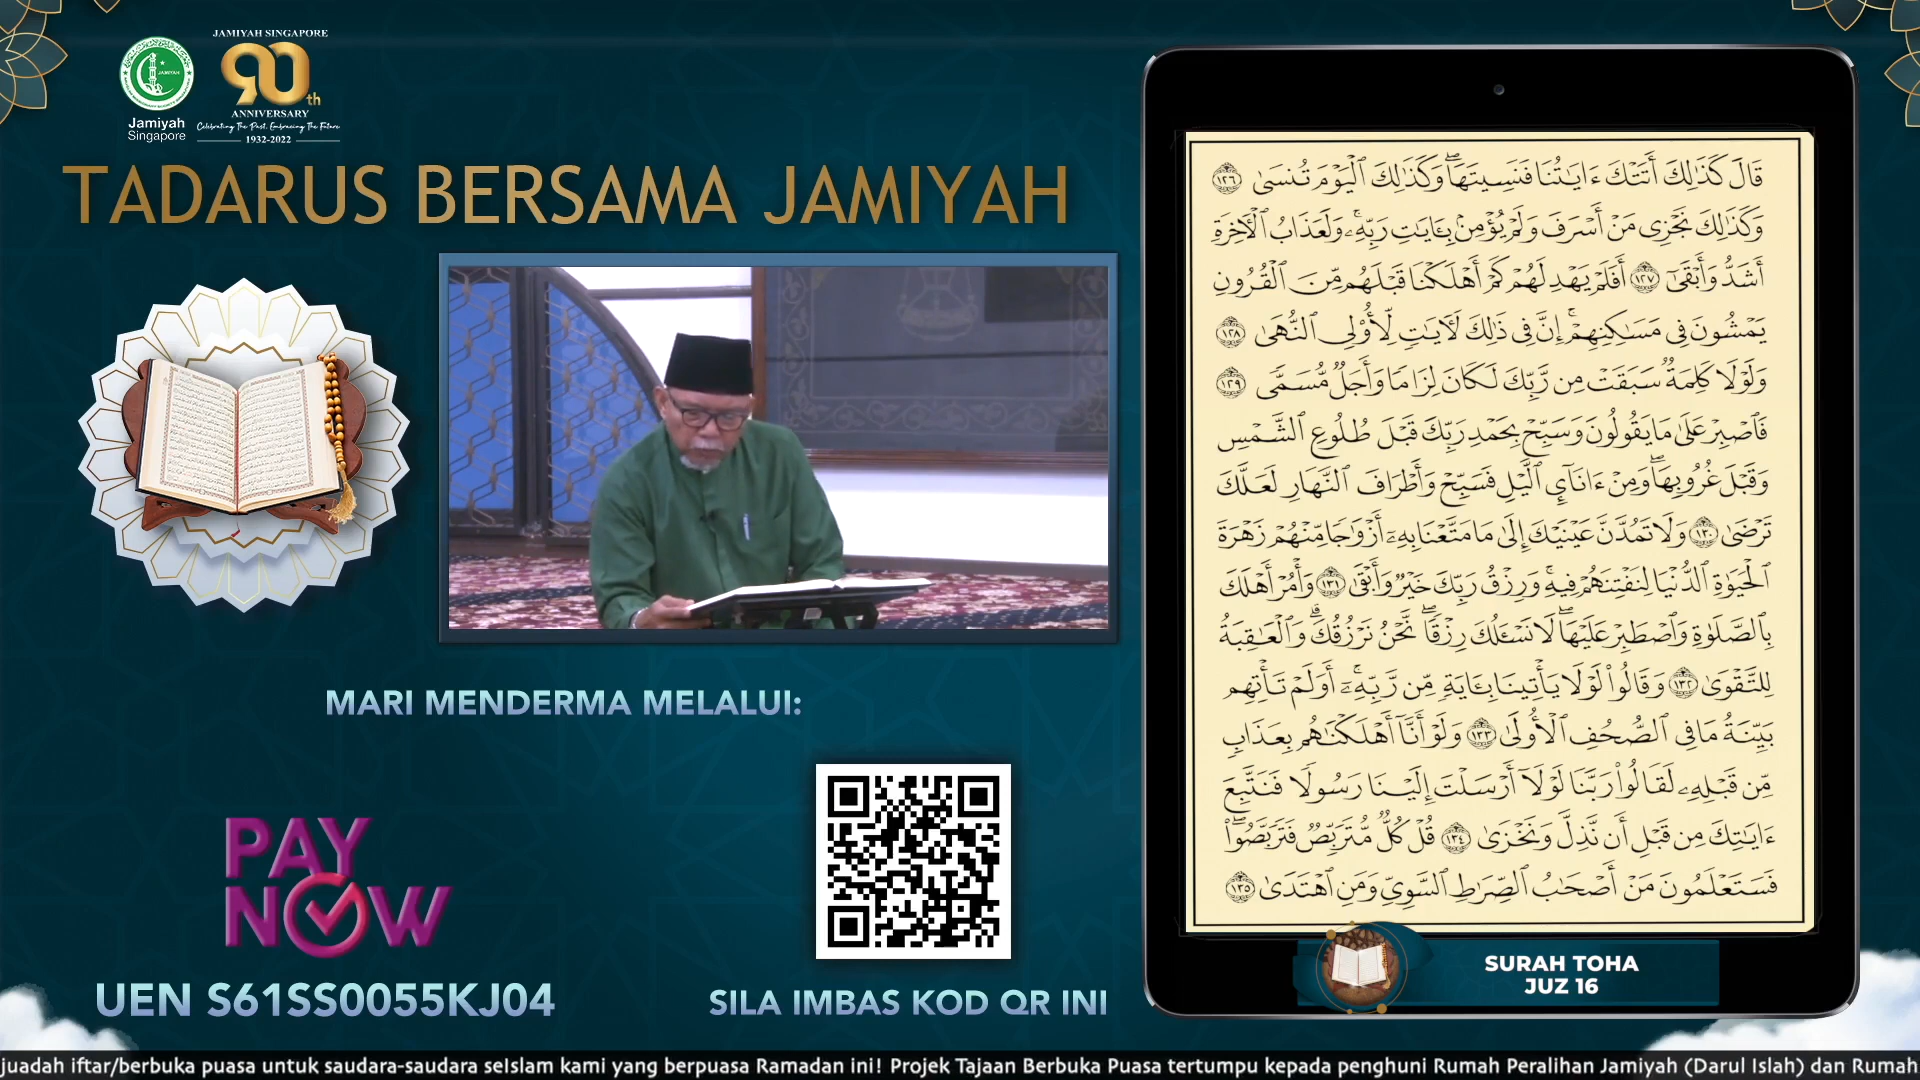 JAMIYAH SINGAPORE
90th
ANNIVERSARY
Celebrating The Past, Embracing The Future
1932-2022
JAMIYAH
Jamiyah
Singapore
TADARUS BERSAMA JAMIYAH
MARI MENDERMA MELALUI:
PAY
NOW
UEN S61SS0055KJ04
SILA IMBAS KOD QR INI
قَالَ كَذَٰلِكَ أَتَتْكَ ءَايَـٰتُنَا فَنَسِيتَهَا ۖ وَكَذَٰلِكَ ٱلْيَوْمَ تُنسَىٰ ١٢٦
وَكَذَٰلِكَ نَجْزِى مَنْ أَسْرَفَ وَلَمْ يُؤْمِنۢ بِـَٔايَـٰتِ رَبِّهِۦ ۚ وَلَعَذَابُ ٱلْـَٔاخِرَةِ
أَشَدُّ وَأَبْقَىٰٓ ١٢٧ أَفَلَمْ يَهْدِ لَهُمْ كَمْ أَهْلَكْنَا قَبْلَهُم مِّنَ ٱلْقُرُونِ
يَمْشُونَ فِى مَسَـٰكِنِهِمْ ۗ إِنَّ فِى ذَٰلِكَ لَـَٔايَـٰتٍ لِّأُو۟لِى ٱلنُّهَىٰ ١٢٨
وَلَوْلَا كَلِمَةٌ سَبَقَتْ مِن رَّبِّكَ لَكَانَ لِزَامًا وَأَجَلٌ مُّسَمًّى ١٢٩
فَٱصْبِرْ عَلَىٰ مَا يَقُولُونَ وَسَبِّحْ بِحَمْدِ رَبِّكَ قَبْلَ طُلُوعِ ٱلشَّمْسِ
وَقَبْلَ غُرُوبِهَا ۖ وَمِنْ ءَانَآئِ ٱلَّيْلِ فَسَبِّحْ وَأَطْرَافَ ٱلنَّهَارِ لَعَلَّكَ
تَرْضَىٰ ١٣٠ وَلَا تَمُدَّنَّ عَيْنَيْكَ إِلَىٰ مَا مَتَّعْنَا بِهِۦٓ أَزْوَٰجًا مِّنْهُمْ زَهْرَةَ
ٱلْحَيَوٰةِ ٱلدُّنْيَا لِنَفْتِنَهُمْ فِيهِ ۚ وَرِزْقُ رَبِّكَ خَيْرٌ وَأَبْقَىٰ ١٣١ وَأْمُرْ أَهْلَكَ
بِٱلصَّلَوٰةِ وَٱصْطَبِرْ عَلَيْهَا ۖ لَا نَسْـَٔلُكَ رِزْقًا ۖ نَّحْنُ نَرْزُقُكَ ۗ وَٱلْعَـٰقِبَةُ
لِلتَّقْوَىٰ ١٣٢ وَقَالُوا۟ لَوْلَا يَأْتِينَا بِـَٔايَةٍ مِّن رَّبِّهِۦٓ ۚ أَوَلَمْ تَأْتِهِم
بَيِّنَةُ مَا فِى ٱلصُّحُفِ ٱلْأُولَىٰ ١٣٣ وَلَوْ أَنَّآ أَهْلَكْنَـٰهُم بِعَذَابٍ
مِّن قَبْلِهِۦ لَقَالُوا۟ رَبَّنَا لَوْلَآ أَرْسَلْتَ إِلَيْنَا رَسُولًا فَنَتَّبِعَ
ءَايَـٰتِكَ مِن قَبْلِ أَن نَّذِلَّ وَنَخْزَىٰ ١٣٤ قُلْ كُلٌّ مُّتَرَبِّصٌ فَتَرَبَّصُوا۟ ۖ
فَسَتَعْلَمُونَ مَنْ أَصْحَـٰبُ ٱلصِّرَٰطِ ٱلسَّوِىِّ وَمَنِ ٱهْتَدَىٰ ١٣٥
SURAH TOHA
JUZ 16
juadah iftar/berbuka puasa untuk saudara-saudara seIslam kami yang berpuasa Ramadan ini! Projek Tajaan Berbuka Puasa tertumpu kepada penghuni Rumah Peralihan Jamiyah (Darul Islah) dan Rumah